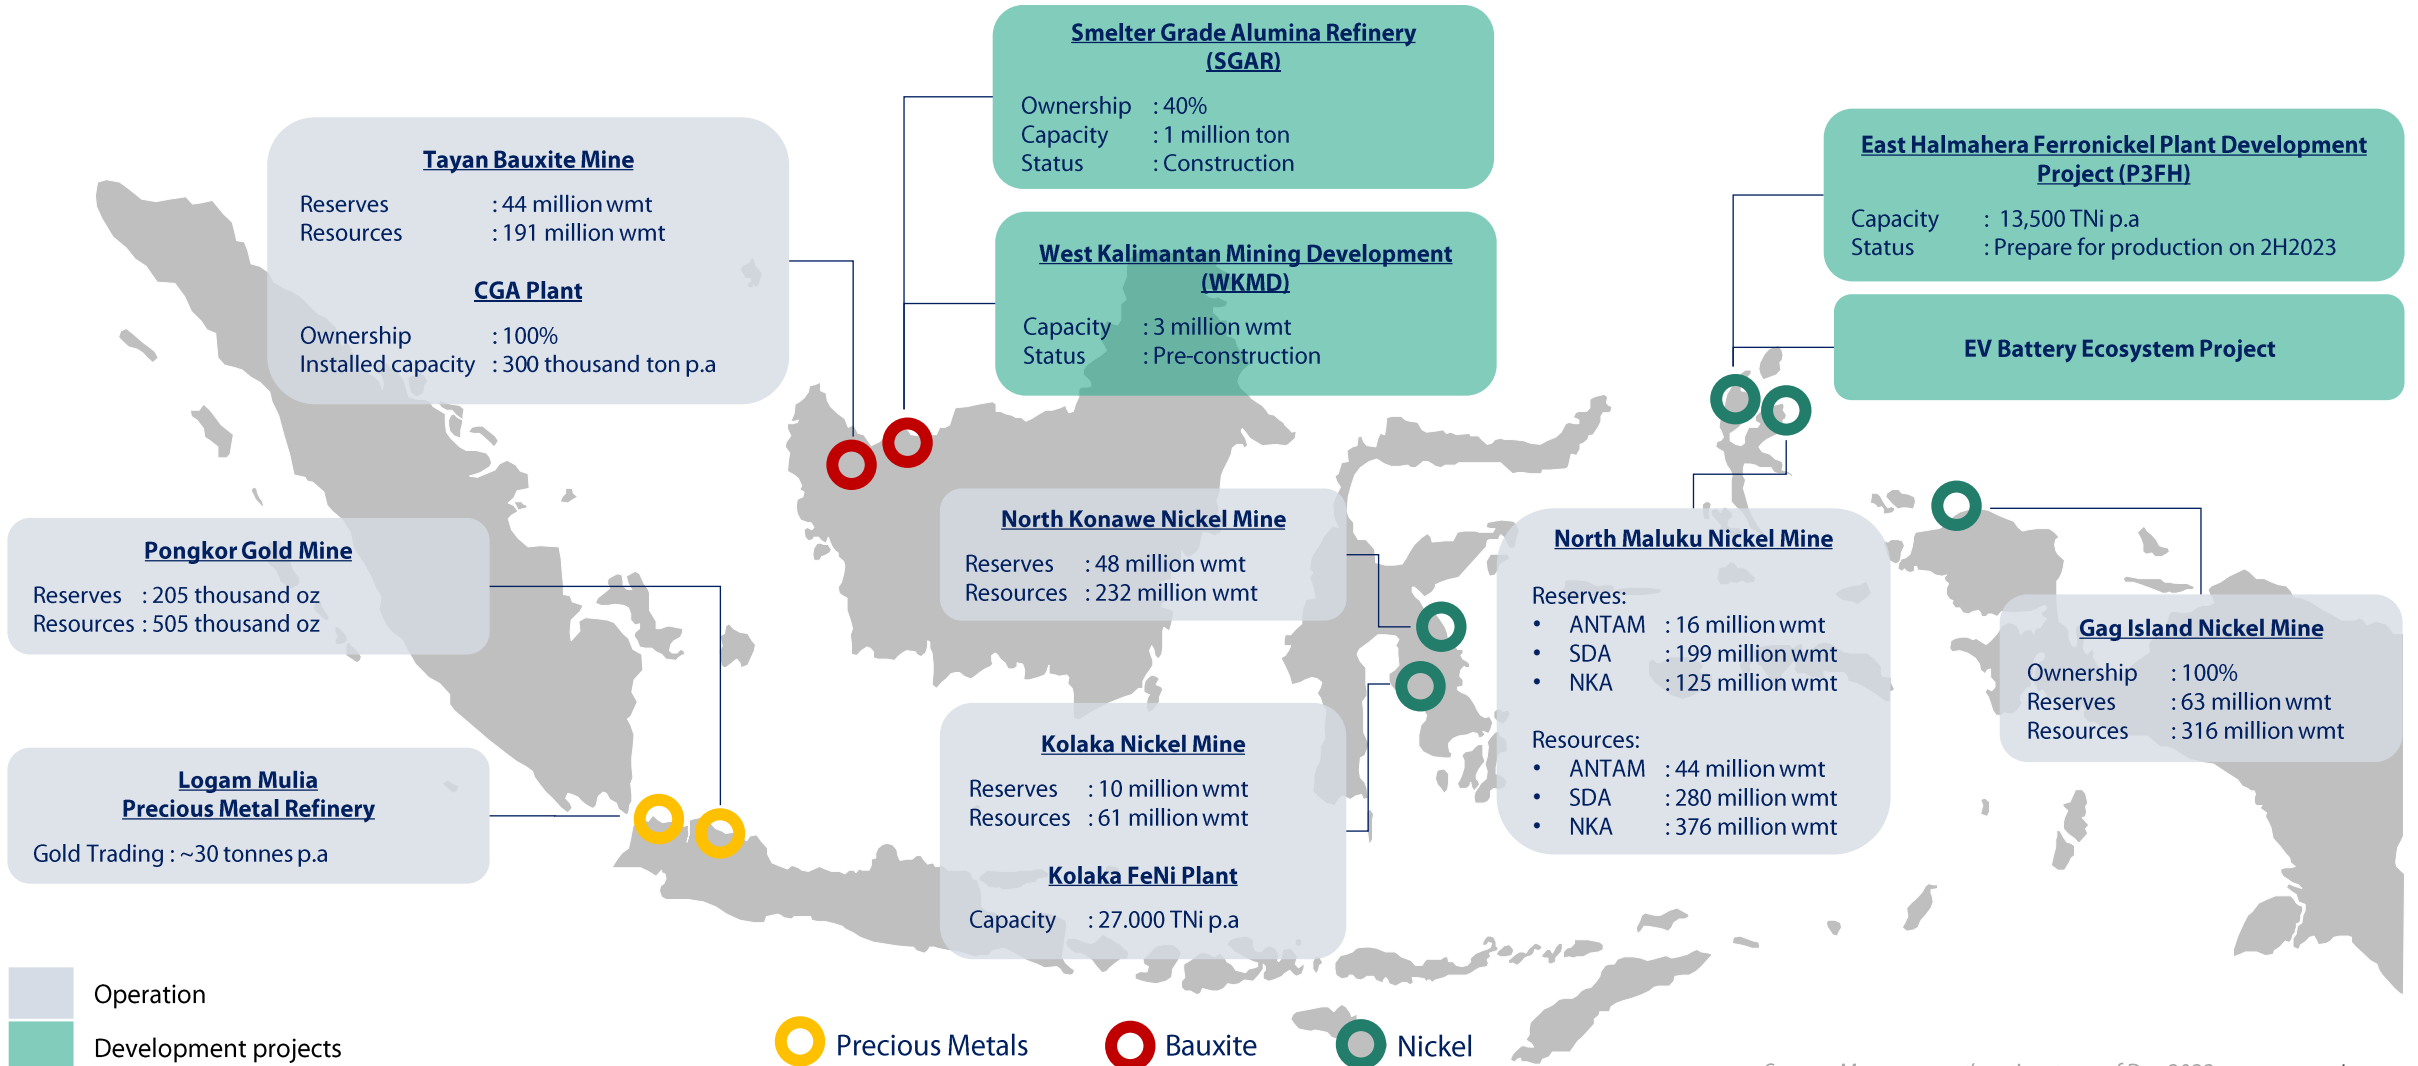 Smelter Grade Alumina Refinery
(SGAR)
Ownership : 40%
Capacity : 1 million ton
Status : Construction
Tayan Bauxite Mine
Reserves : 44 million wmt
Resources : 191 million wmt
CGA Plant
Ownership : 100%
Installed capacity : 300 thousand ton p.a
West Kalimantan Mining Development
(WKMD)
Capacity : 3 million wmt
Status : Pre-construction
East Halmahera Ferronickel Plant Development
Project (P3FH)
Capacity : 13,500 TNi p.a
Status : Prepare for production on 2H2023
EV Battery Ecosystem Project
Pongkor Gold Mine
Reserves : 205 thousand oz
Resources : 505 thousand oz
North Konawe Nickel Mine
Reserves : 48 million wmt
Resources : 232 million wmt
North Maluku Nickel Mine
Reserves:
• ANTAM : 16 million wmt
• SDA : 199 million wmt
• NKA : 125 million wmt
Resources:
• ANTAM : 44 million wmt
• SDA : 280 million wmt
• NKA : 376 million wmt
Gag Island Nickel Mine
Ownership : 100%
Reserves : 63 million wmt
Resources : 316 million wmt
Logam Mulia
Precious Metal Refinery
Gold Trading : ~30 tonnes p.a
Kolaka Nickel Mine
Reserves : 10 million wmt
Resources : 61 million wmt
Kolaka FeNi Plant
Capacity : 27.000 TNi p.a
Operation
Development projects
Precious Metals
Bauxite
Nickel